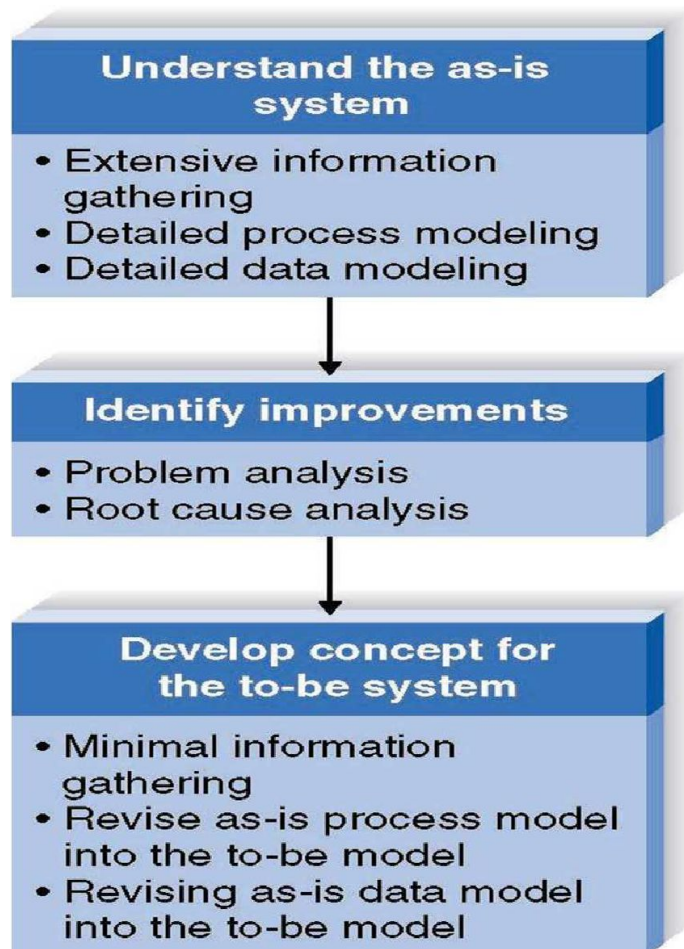 Understand the as-is
system
• Extensive information
gathering
• Detailed process modeling
• Detailed data modeling
Identify improvements
• Problem analysis
• Root cause analysis
Develop concept for
the to-be system
• Minimal information
gathering
• Revise as-is process model
into the to-be model
• Revising as-is data model
into the to-be model